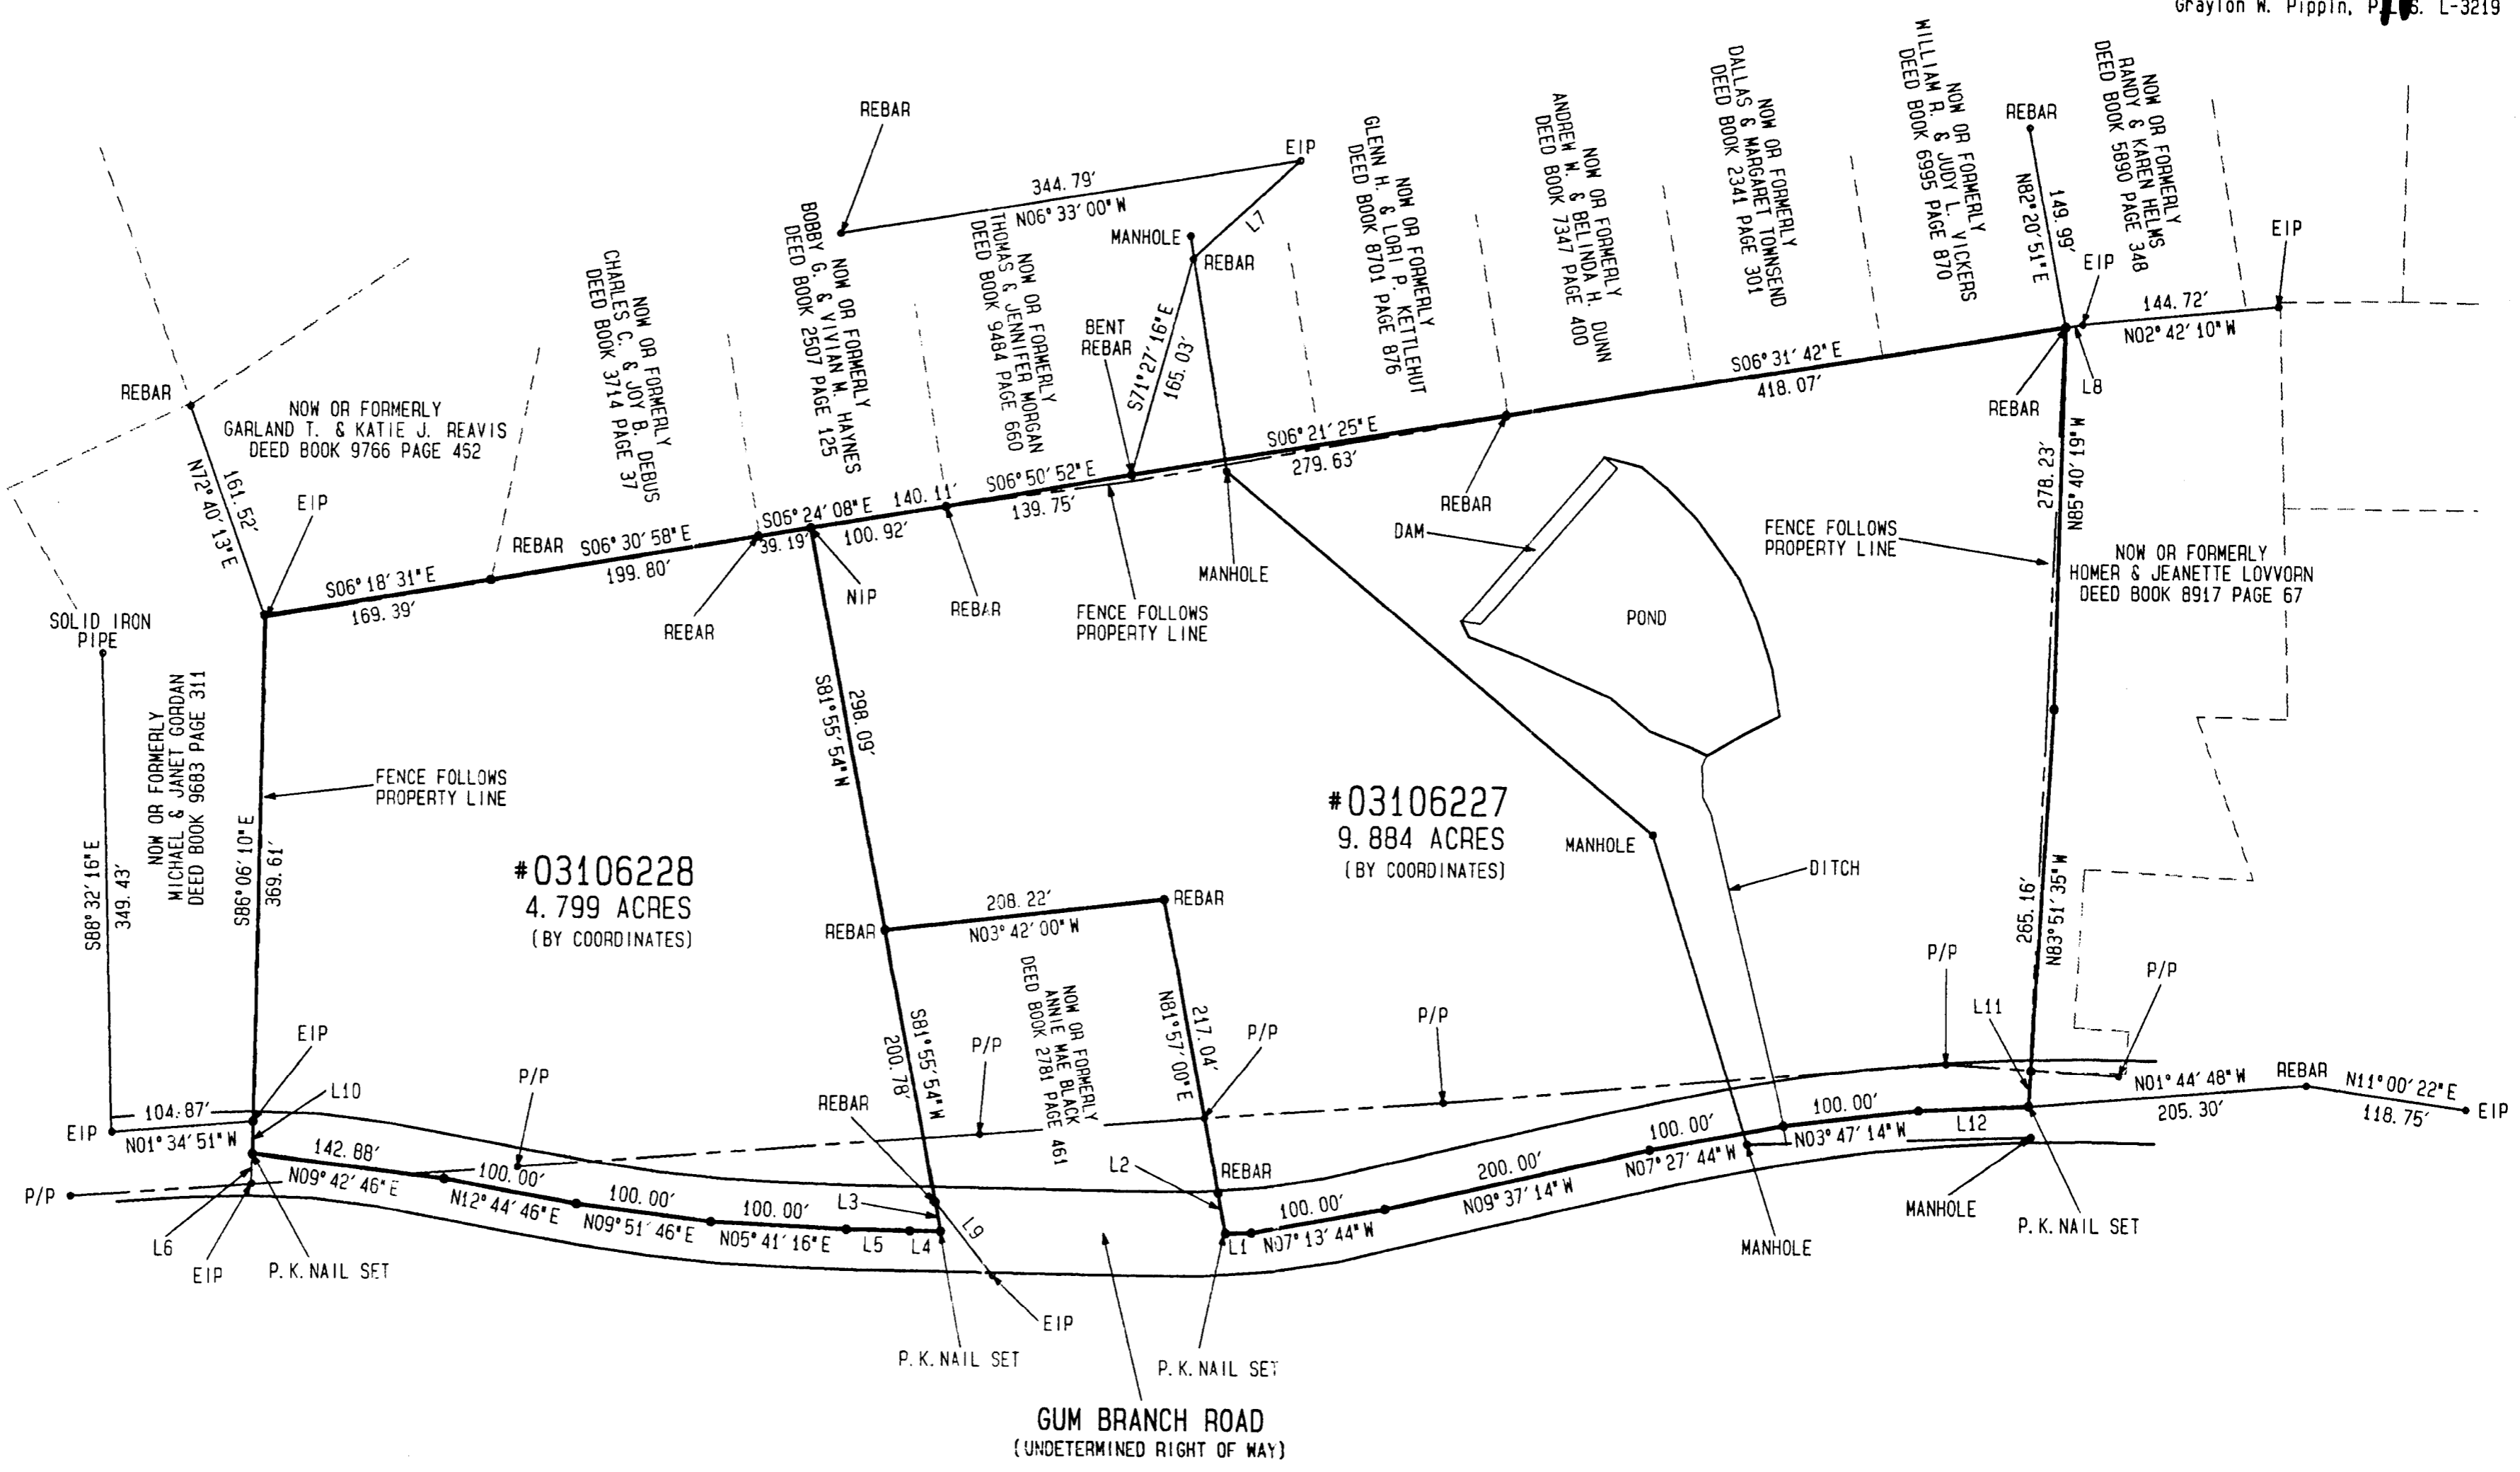 Graylon W. Pippin, P.L.S. L-3219
REBAR
EIP
344.79'
N06°33'00"W
L7
MANHOLE
REBAR
NOW OR FORMERLY
GARLAND T. & KATIE J. REAVIS
DEED BOOK 9766 PAGE 452
REBAR
161.52'
N72°40'13"E
EIP
NOW OR FORMERLY
CHARLES C. & JOY B. DEBUS
DEED BOOK 3714 PAGE 37
NOW OR FORMERLY
BOBBY G. & VIVIAN M. HAYNES
DEED BOOK 2507 PAGE 125
NOW OR FORMERLY
THOMAS & JENNIFER MORGAN
DEED BOOK 9484 PAGE 660
BENT
REBAR
S71°27'16"E
165.03'
NOW OR FORMERLY
GLENN H. & LORI P. KETTLEHUT
DEED BOOK 8701 PAGE 876
NOW OR FORMERLY
ANDREW W. & BELINDA H. DUNN
DEED BOOK 7347 PAGE 400
NOW OR FORMERLY
DALLAS & MARGARET TOWNSEND
DEED BOOK 2341 PAGE 301
NOW OR FORMERLY
WILLIAM R. & JUDY L. VICKERS
DEED BOOK 6995 PAGE 870
NOW OR FORMERLY
RANDY & KAREN HELMS
DEED BOOK 5890 PAGE 348
REBAR
149.99'
N82°20'51"E
EIP
EIP
144.72'
N02°42'10"W
L8
REBAR
S06°18'31"E
169.39'
REBAR
S06°30'58"E
199.80'
REBAR
S06°24'08"E
140.11'
39.19'
100.92'
NIP
REBAR
S06°50'52"E
139.75'
FENCE FOLLOWS
PROPERTY LINE
MANHOLE
S06°21'25"E
279.63'
REBAR
S06°31'42"E
418.07'
DAM
POND
FENCE FOLLOWS
PROPERTY LINE
278.23'
N85°40'19"W
NOW OR FORMERLY
HOMER & JEANETTE LOVVORN
DEED BOOK 8917 PAGE 67
SOLID IRON
PIPE
NOW OR FORMERLY
MICHAEL & JANET GORDAN
DEED BOOK 9683 PAGE 311
S88°32'16"E
349.43'
S86°06'10"E
369.61'
FENCE FOLLOWS
PROPERTY LINE
298.09'
S81°55'54"W
#03106228
4.799 ACRES
(BY COORDINATES)
#03106227
9.884 ACRES
(BY COORDINATES)
MANHOLE
DITCH
REBAR
208.22'
N03°42'00"W
REBAR
S81°55'54"W
200.78'
NOW OR FORMERLY
ANNIE MAE BLACK
DEED BOOK 2781 PAGE 461
217.04'
N81°57'00"E
265.16'
N83°51'35"W
P/P
P/P
L11
P/P
P/P
P/P
P/P
EIP
L10
104.87'
EIP
N01°34'51"W
REBAR
L2
REBAR
L3
L9
P/P
L6
EIP
P.K.NAIL SET
142.88'
N09°42'46"E
100.00'
N12°44'46"E
100.00'
N09°51'46"E
100.00'
N05°41'16"E
L5
L4
L1
100.00'
N07°13'44"W
200.00'
N09°37'14"W
100.00'
N07°27'44"W
100.00'
N03°47'14"W
L12
N01°44'48"W
205.30'
REBAR
N11°00'22"E
118.75'
EIP
MANHOLE
P.K.NAIL SET
MANHOLE
EIP
P.K.NAIL SET
P.K.NAIL SET
GUM BRANCH ROAD
(UNDETERMINED RIGHT OF WAY)